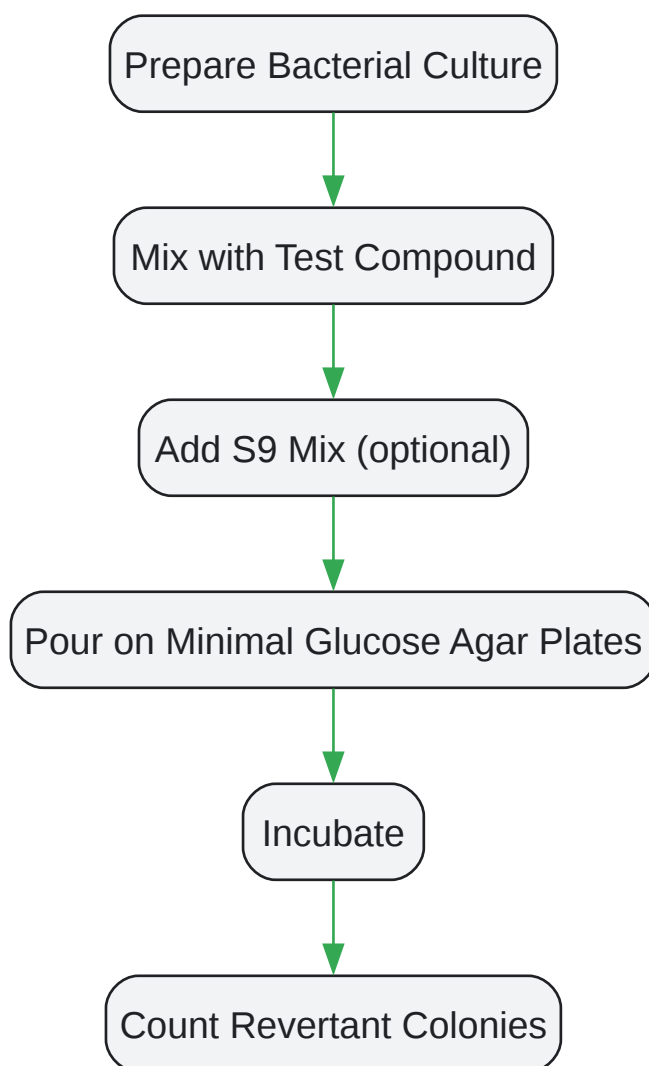 Prepare Bacterial Culture
Mix with Test Compound
Add S9 Mix (optional)
Pour on Minimal Glucose Agar Plates
Incubate
Count Revertant Colonies